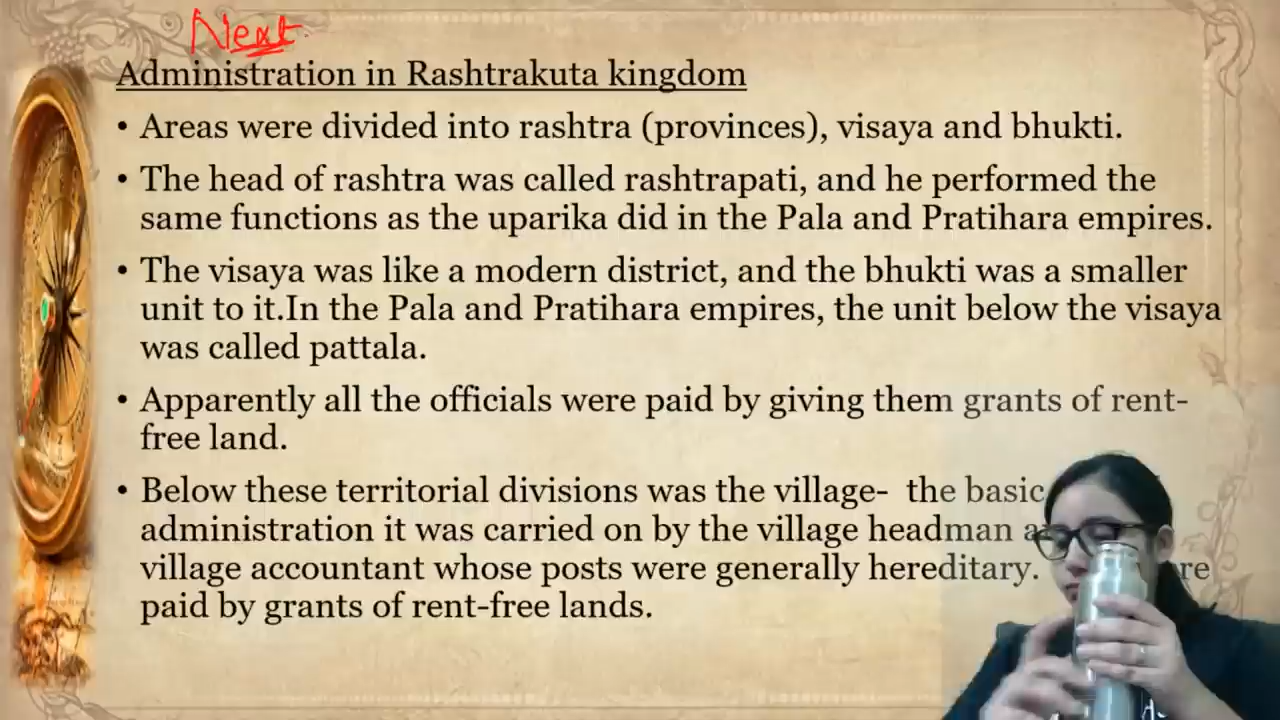 Next
Administration in Rashtrakuta kingdom
• Areas were divided into rashtra (provinces), visaya and bhukti.
• The head of rashtra was called rashtrapati, and he performed the
same functions as the uparika did in the Pala and Pratihara empires.
• The visaya was like a modern district, and the bhukti was a smaller
unit to it.In the Pala and Pratihara empires, the unit below the visaya
was called pattala.
• Apparently all the officials were paid by giving them grants of rent-
free land.
• Below these territorial divisions was the village- the basic
administration it was carried on by the village headman
village accountant whose posts were generally hereditary.
paid by grants of rent-free lands.